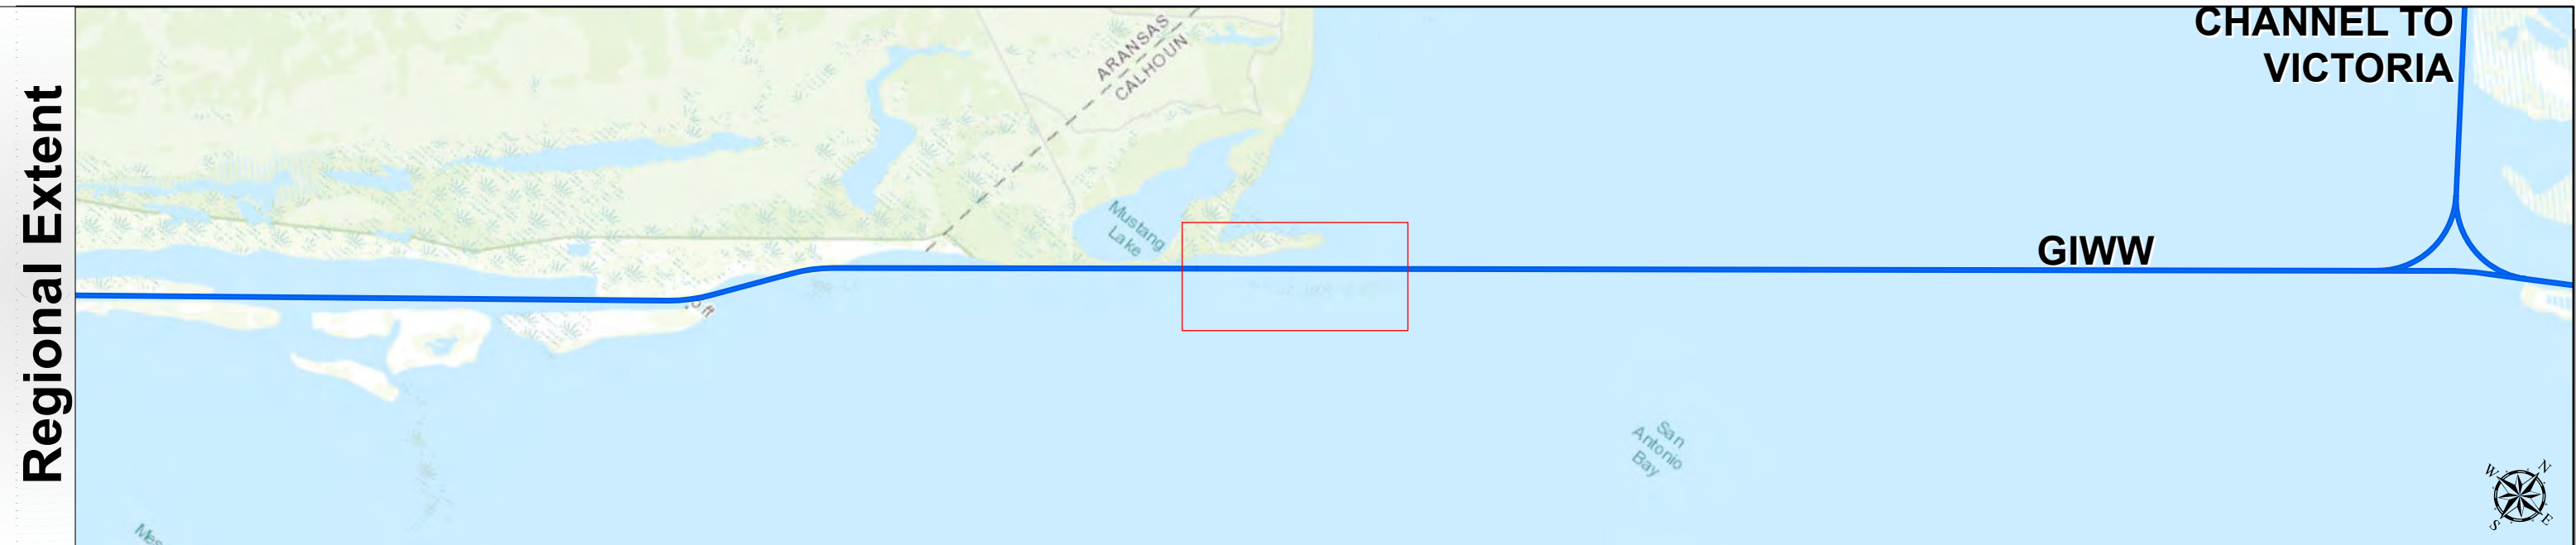 Regional Extent
CHANNEL TO
VICTORIA
ARANSAS
CALHOUN
Mustang
Lake
GIWW
San
Antonio
Bay
W
N
S
E